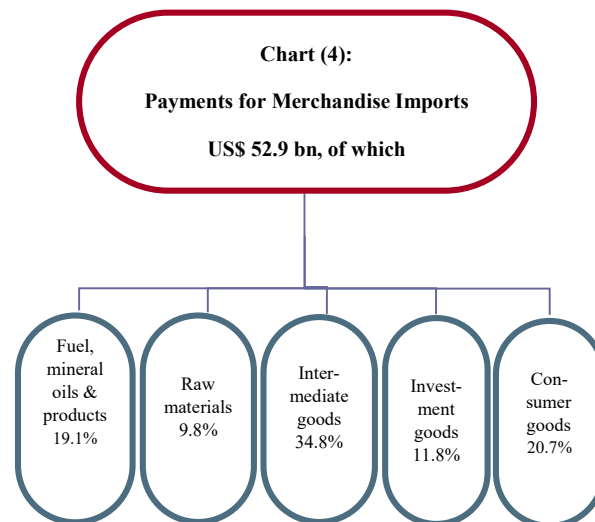 Chart (4):
Payments for Merchandise Imports
US$ 52.9 bn, of which
Fuel,
mineral
oils &
products
19.1%
Raw
materials
9.8%
Inter-
mediate
goods
34.8%
Invest-
ment
goods
11.8%
Con-
sumer
goods
20.7%